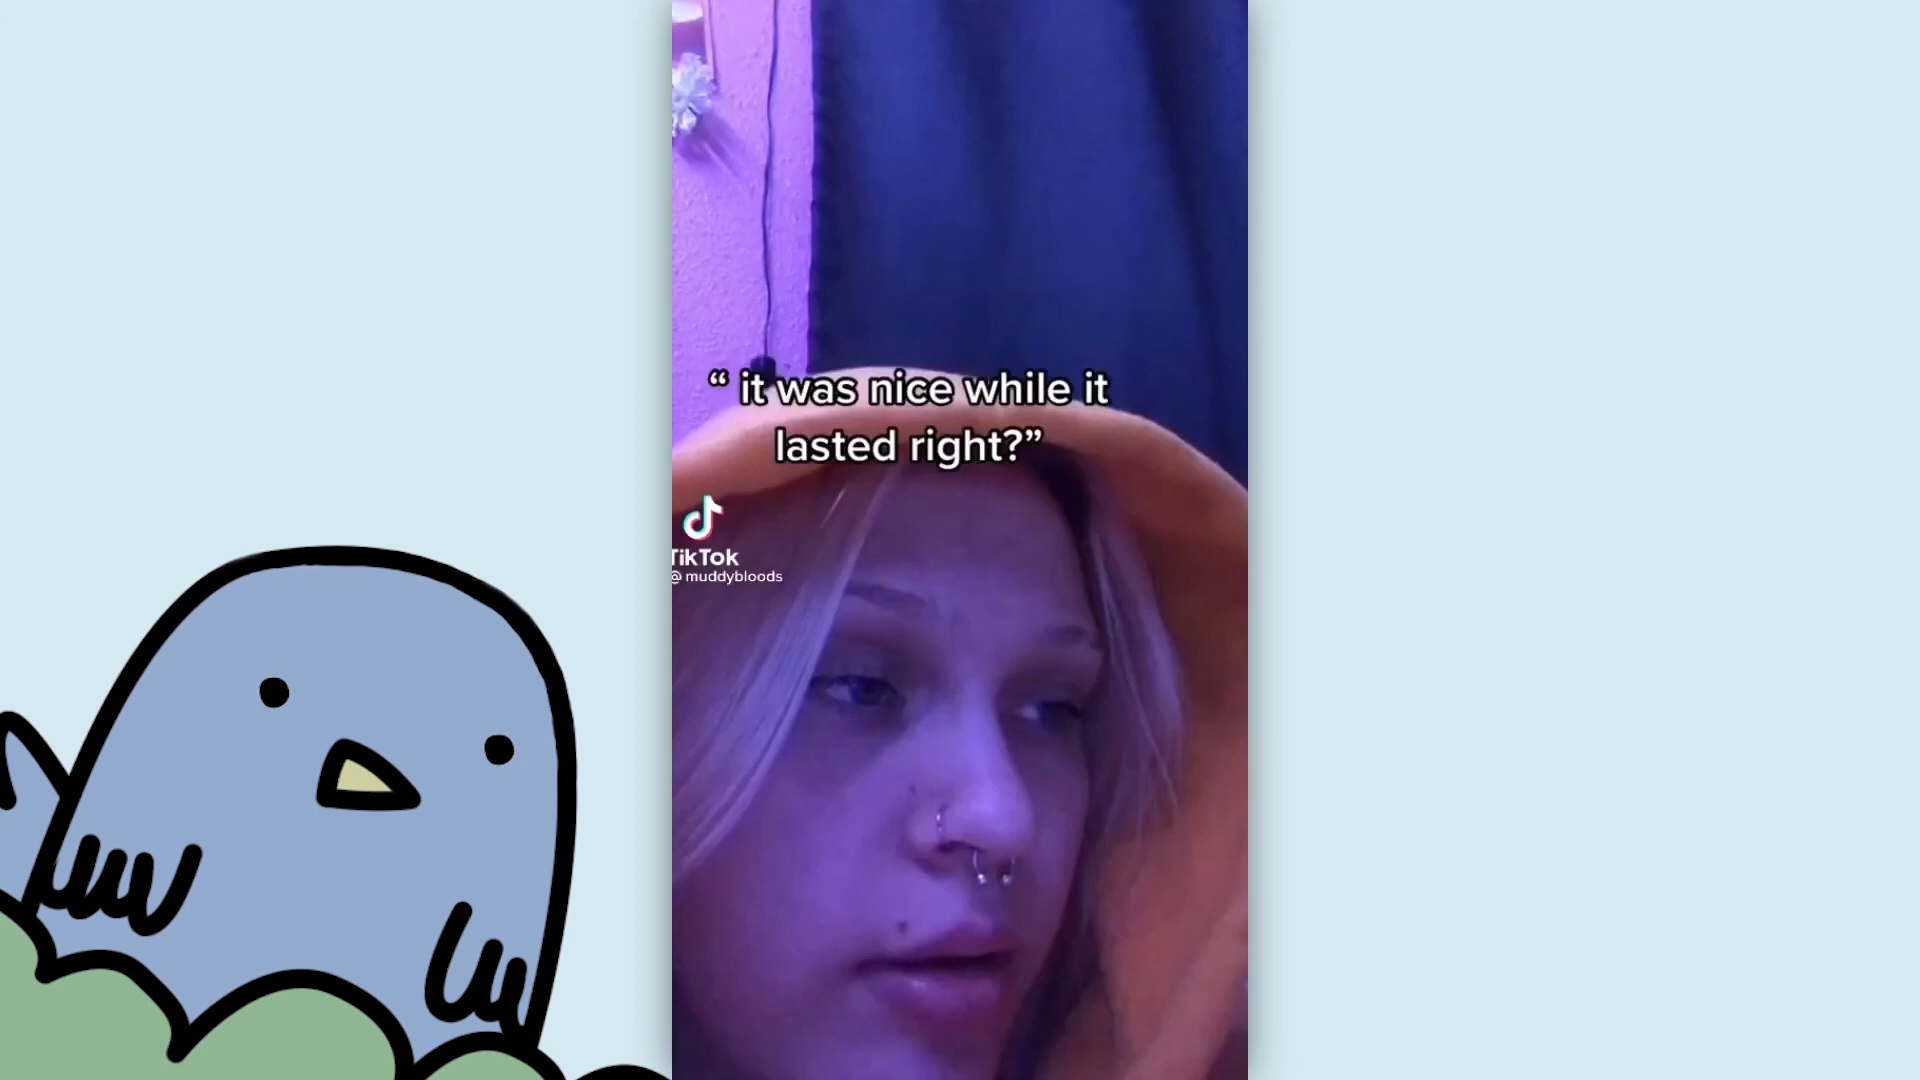 “ it was nice while it
lasted right?”
TikTok
@ muddybloods